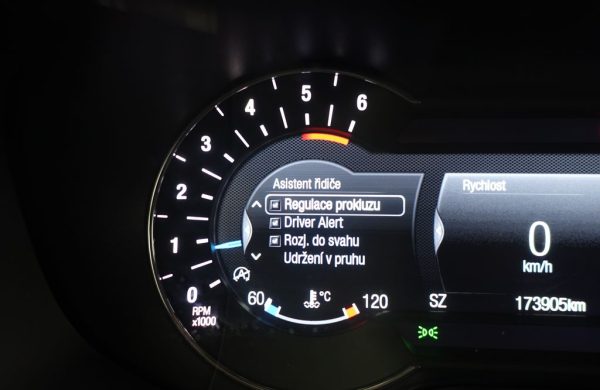 6
5
4
3
2
1
0
RPM
x1000
Asistent řidiče
Regulace prokluzu
Driver Alert
Rozj. do svahu
Udržení v pruhu
60
°C
120
Rychlost
0
km/h
SZ
173905km